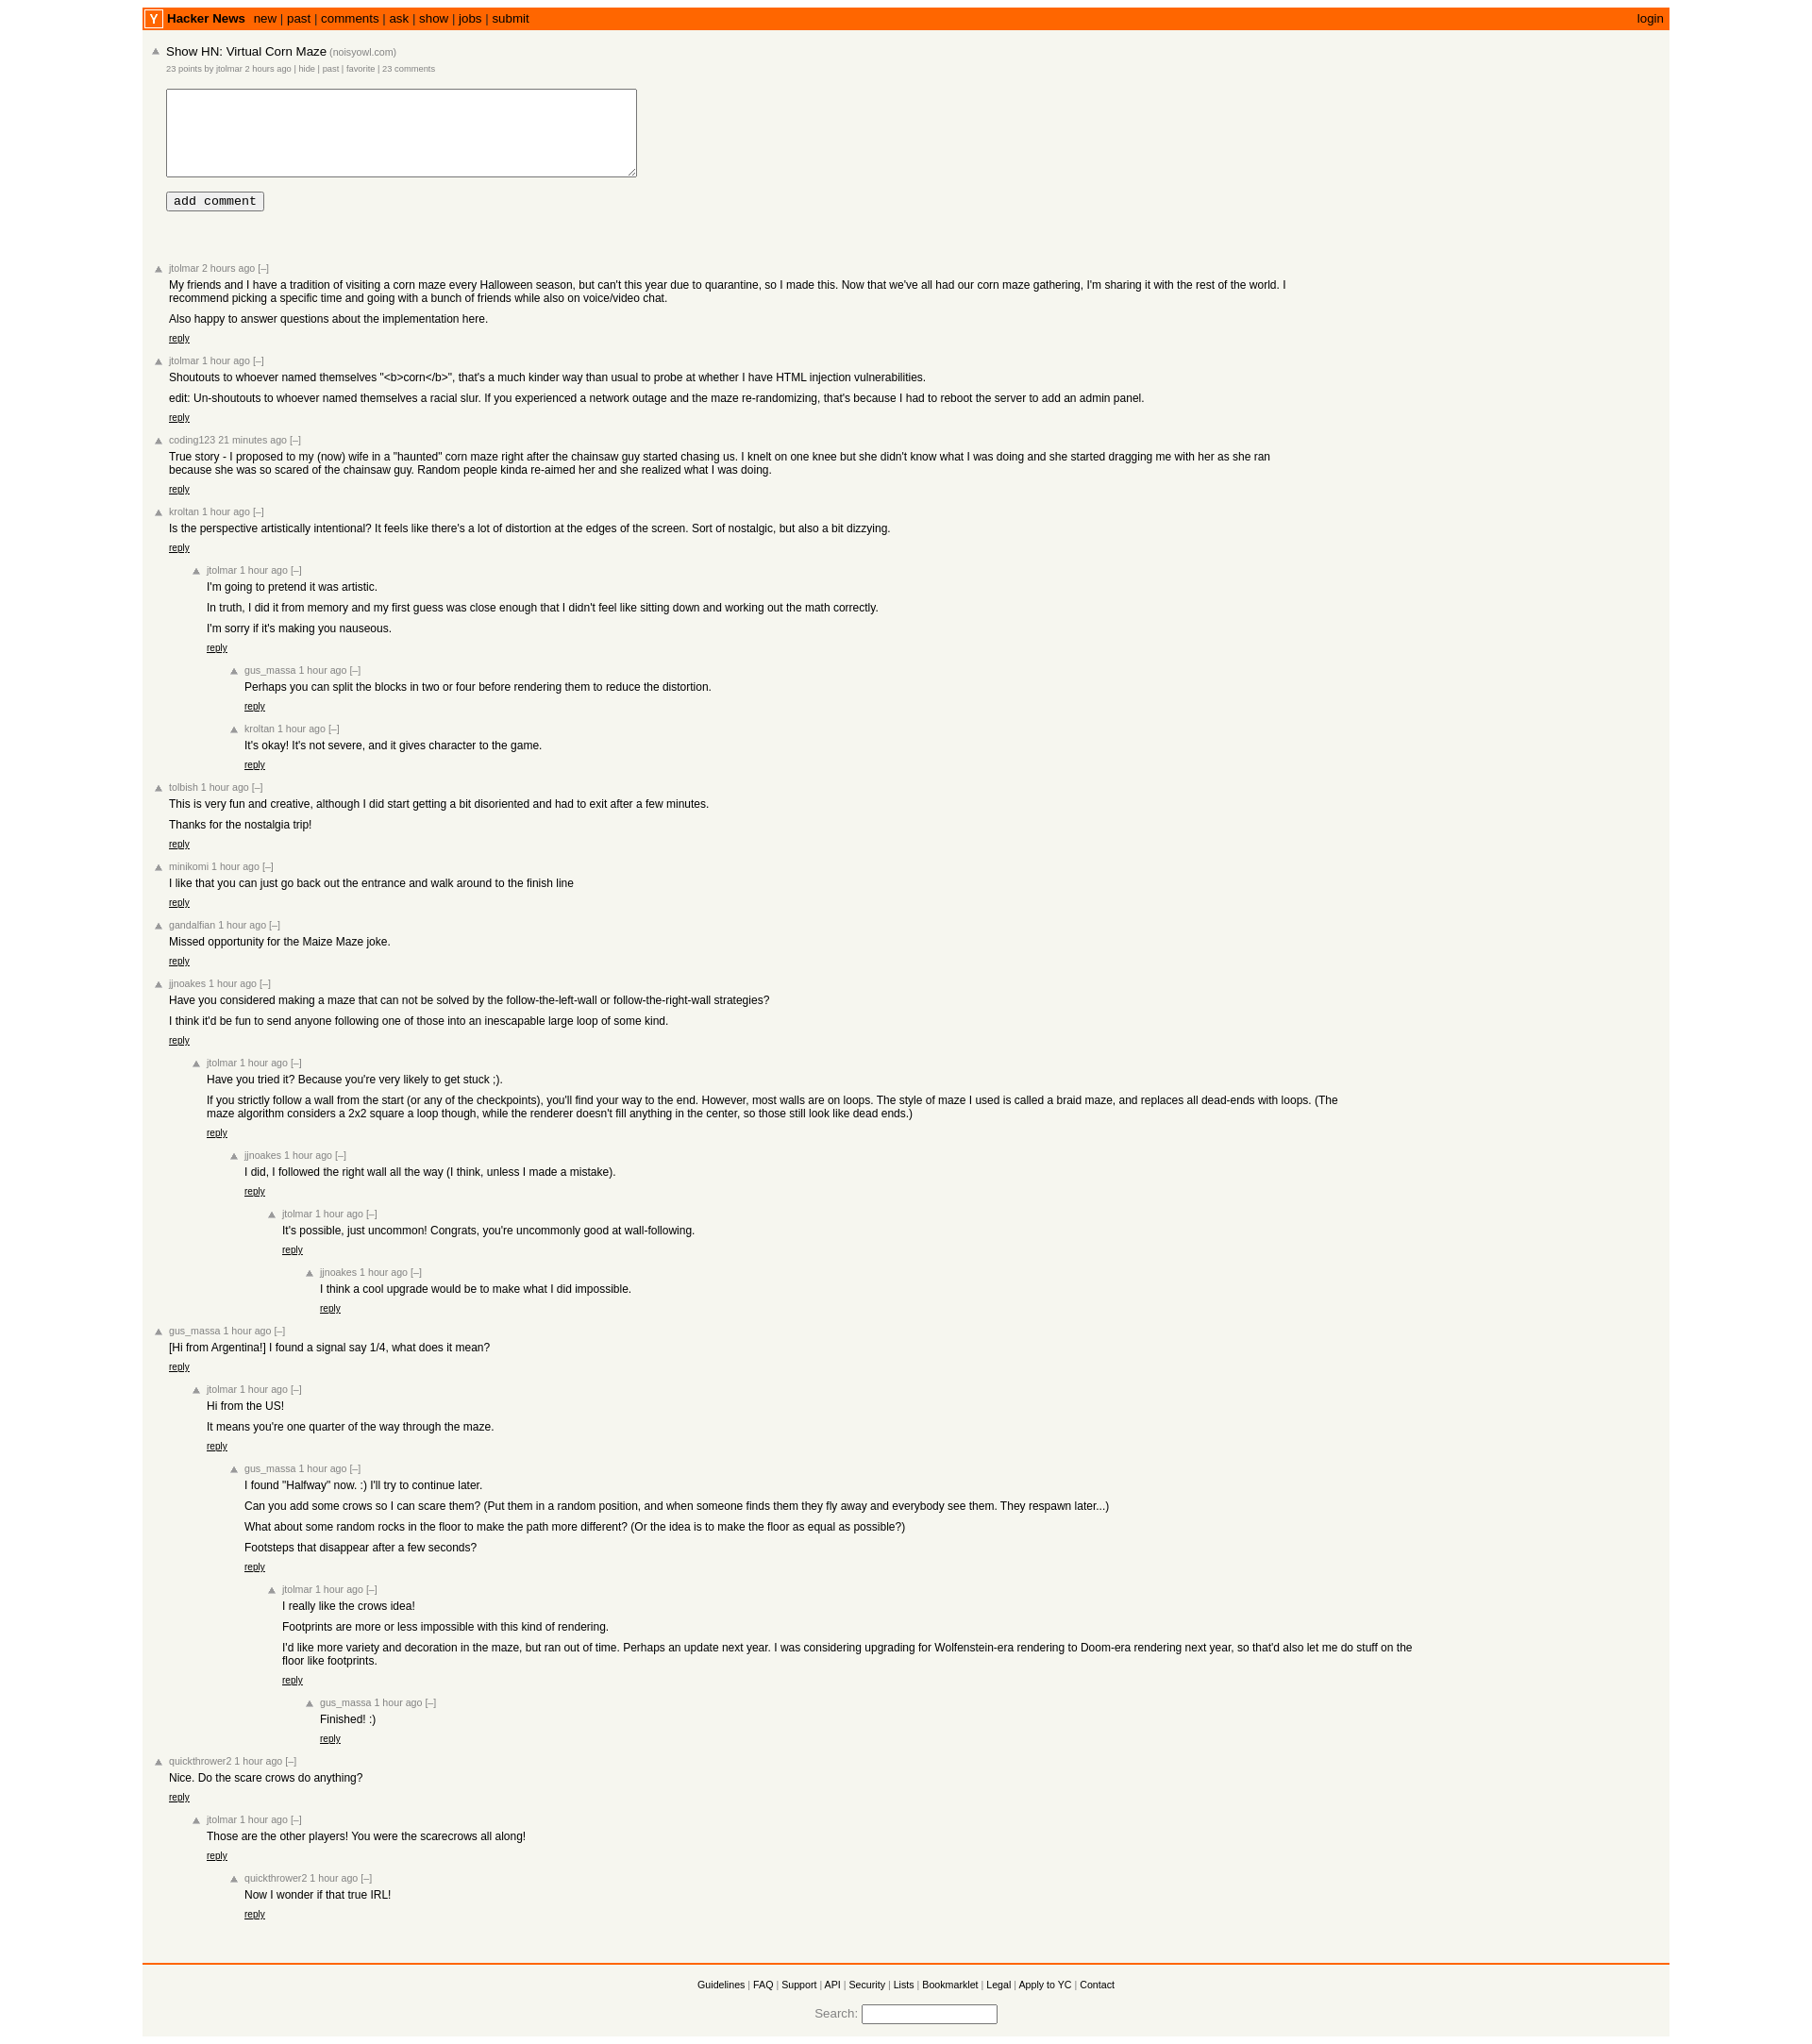 Y Hacker News new | past | comments | ask | show | jobs | submit login
Show HN: Virtual Corn Maze (noisyowl.com)
23 points by jtolmar 2 hours ago | hide | past | favorite | 23 comments
add comment
jtolmar 2 hours ago [–]
My friends and I have a tradition of visiting a corn maze every Halloween season, but can't this year due to quarantine, so I made this. Now that we've all had our corn maze gathering, I'm sharing it with the rest of the world. I
recommend picking a specific time and going with a bunch of friends while also on voice/video chat.
Also happy to answer questions about the implementation here.
reply
jtolmar 1 hour ago [–]
Shoutouts to whoever named themselves "<b>corn</b>", that's a much kinder way than usual to probe at whether I have HTML injection vulnerabilities.
edit: Un-shoutouts to whoever named themselves a racial slur. If you experienced a network outage and the maze re-randomizing, that's because I had to reboot the server to add an admin panel.
reply
coding123 21 minutes ago [–]
True story - I proposed to my (now) wife in a "haunted" corn maze right after the chainsaw guy started chasing us. I knelt on one knee but she didn't know what I was doing and she started dragging me with her as she ran
because she was so scared of the chainsaw guy. Random people kinda re-aimed her and she realized what I was doing.
reply
kroltan 1 hour ago [–]
Is the perspective artistically intentional? It feels like there's a lot of distortion at the edges of the screen. Sort of nostalgic, but also a bit dizzying.
reply
jtolmar 1 hour ago [–]
I'm going to pretend it was artistic.
In truth, I did it from memory and my first guess was close enough that I didn't feel like sitting down and working out the math correctly.
I'm sorry if it's making you nauseous.
reply
gus_massa 1 hour ago [–]
Perhaps you can split the blocks in two or four before rendering them to reduce the distortion.
reply
kroltan 1 hour ago [–]
It's okay! It's not severe, and it gives character to the game.
reply
tolbish 1 hour ago [–]
This is very fun and creative, although I did start getting a bit disoriented and had to exit after a few minutes.
Thanks for the nostalgia trip!
reply
minikomi 1 hour ago [–]
I like that you can just go back out the entrance and walk around to the finish line
reply
gandalfian 1 hour ago [–]
Missed opportunity for the Maize Maze joke.
reply
jjnoakes 1 hour ago [–]
Have you considered making a maze that can not be solved by the follow-the-left-wall or follow-the-right-wall strategies?
I think it'd be fun to send anyone following one of those into an inescapable large loop of some kind.
reply
jtolmar 1 hour ago [–]
Have you tried it? Because you're very likely to get stuck ;).
If you strictly follow a wall from the start (or any of the checkpoints), you'll find your way to the end. However, most walls are on loops. The style of maze I used is called a braid maze, and replaces all dead-ends with loops. (The
maze algorithm considers a 2x2 square a loop though, while the renderer doesn't fill anything in the center, so those still look like dead ends.)
reply
jjnoakes 1 hour ago [–]
I did, I followed the right wall all the way (I think, unless I made a mistake).
reply
jtolmar 1 hour ago [–]
It's possible, just uncommon! Congrats, you're uncommonly good at wall-following.
reply
jjnoakes 1 hour ago [–]
I think a cool upgrade would be to make what I did impossible.
reply
gus_massa 1 hour ago [–]
[Hi from Argentina!] I found a signal say 1/4, what does it mean?
reply
jtolmar 1 hour ago [–]
Hi from the US!
It means you're one quarter of the way through the maze.
reply
gus_massa 1 hour ago [–]
I found "Halfway" now. :) I'll try to continue later.
Can you add some crows so I can scare them? (Put them in a random position, and when someone finds them they fly away and everybody see them. They respawn later...)
What about some random rocks in the floor to make the path more different? (Or the idea is to make the floor as equal as possible?)
Footsteps that disappear after a few seconds?
reply
jtolmar 1 hour ago [–]
I really like the crows idea!
Footprints are more or less impossible with this kind of rendering.
I'd like more variety and decoration in the maze, but ran out of time. Perhaps an update next year. I was considering upgrading for Wolfenstein-era rendering to Doom-era rendering next year, so that'd also let me do stuff on the
floor like footprints.
reply
gus_massa 1 hour ago [–]
Finished! :)
reply
quickthrower2 1 hour ago [–]
Nice. Do the scare crows do anything?
reply
jtolmar 1 hour ago [–]
Those are the other players! You were the scarecrows all along!
reply
quickthrower2 1 hour ago [–]
Now I wonder if that true IRL!
reply
Guidelines | FAQ | Support | API | Security | Lists | Bookmarklet | Legal | Apply to YC | Contact
Search: